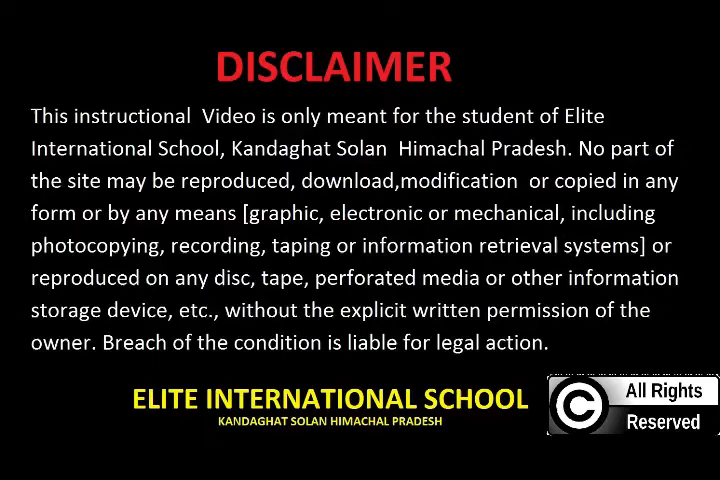 DISCLAIMER
This instructional  Video is only meant for the student of Elite
International School, Kandaghat Solan  Himachal Pradesh. No part of
the site may be reproduced, download,modification  or copied in any
form or by any means [graphic, electronic or mechanical, including
photocopying, recording, taping or information retrieval systems] or
reproduced on any disc, tape, perforated media or other information
storage device, etc., without the explicit written permission of the
owner. Breach of the condition is liable for legal action.
ELITE INTERNATIONAL SCHOOL
KANDAGHAT SOLAN HIMACHAL PRADESH
© All Rights
Reserved